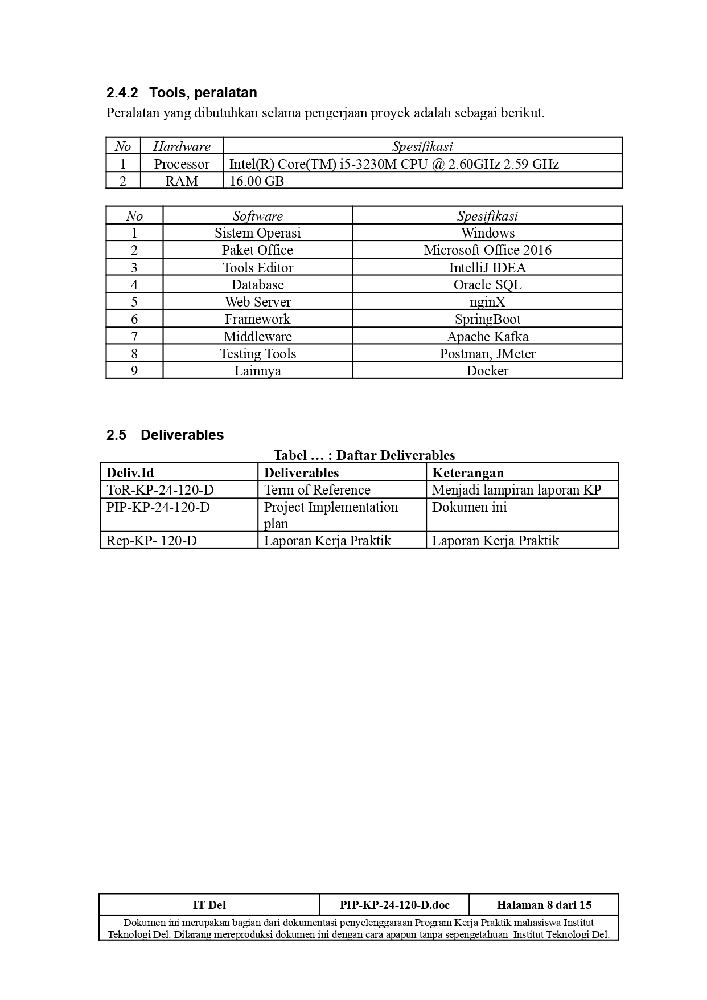 2.4.2 Tools, peralatan
Peralatan yang dibutuhkan selama pengerjaan proyek adalah sebagai berikut.
No Hardware Spesifikasi
1 Processor Intel(R) Core(TM) i5-3230M CPU @ 2.60GHz 2.59 GHz
2 RAM 16.00 GB
No Software Spesifikasi
1 Sistem Operasi Windows
2 Paket Office Microsoft Office 2016
3 Tools Editor IntelliJ IDEA
4 Database Oracle SQL
5 Web Server nginX
6 Framework SpringBoot
7 Middleware Apache Kafka
8 Testing Tools Postman, JMeter
9 Lainnya Docker
2.5 Deliverables
Tabel … : Daftar Deliverables
Deliv.Id Deliverables Keterangan
ToR-KP-24-120-D Term of Reference Menjadi lampiran laporan KP
PIP-KP-24-120-D Project Implementation Dokumen ini
plan
Rep-KP- 120-D Laporan Kerja Praktik Laporan Kerja Praktik
IT Del PIP-KP-24-120-D.doc Halaman 8 dari 15
Dokumen ini merupakan bagian dari dokumentasi penyelenggaraan Program Kerja Praktik mahasiswa Institut
Teknologi Del. Dilarang mereproduksi dokumen ini dengan cara apapun tanpa sepengetahuan Institut Teknologi Del.